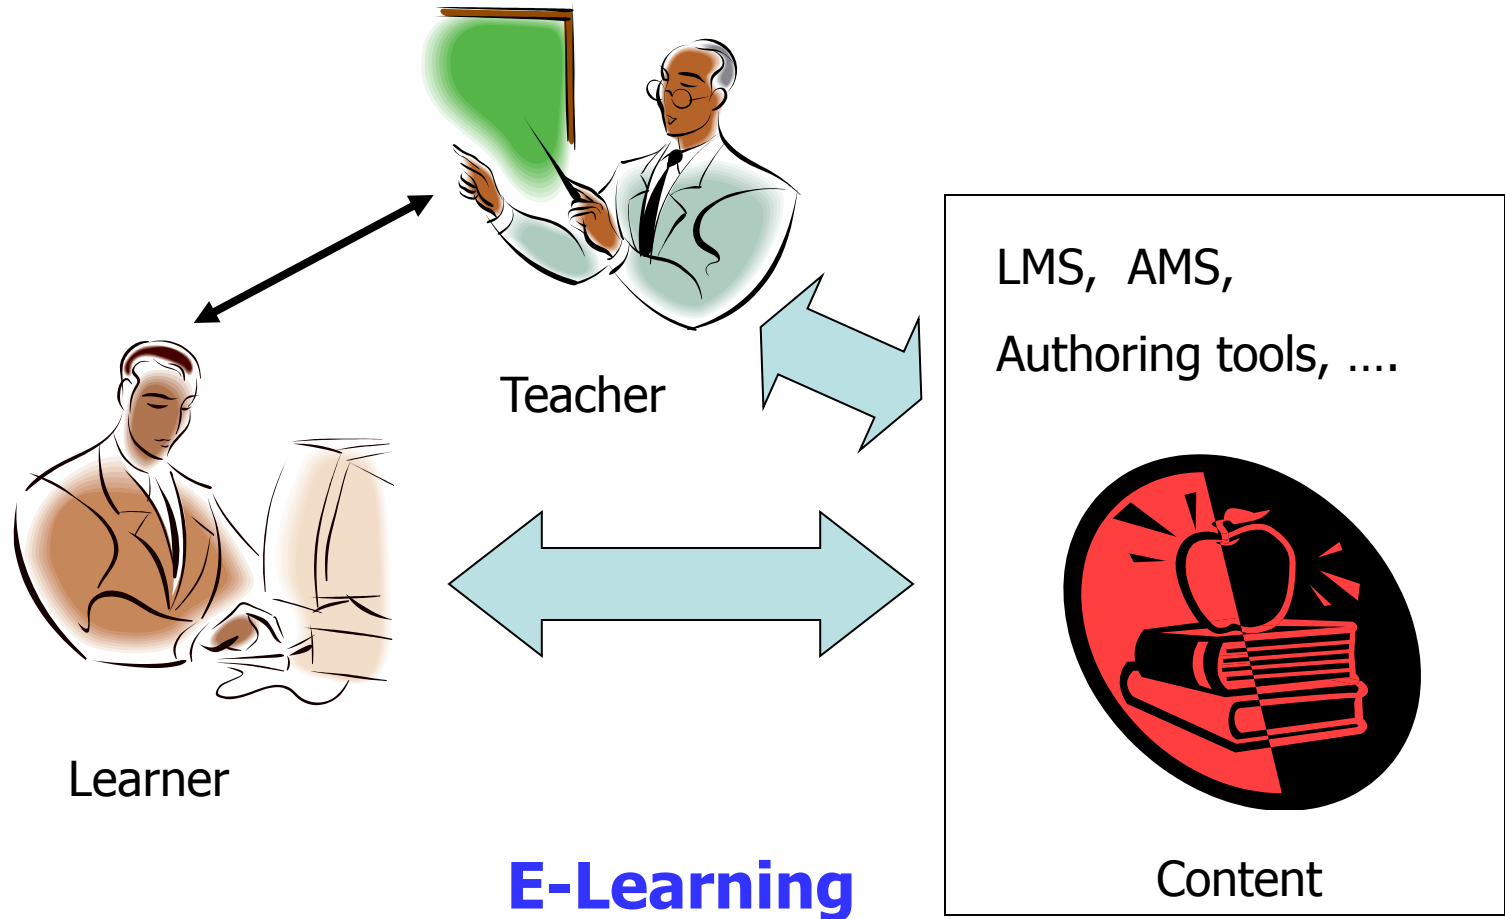 LMS,  AMS,
Authoring tools, ....
Teacher
Learner
E-Learning
Content